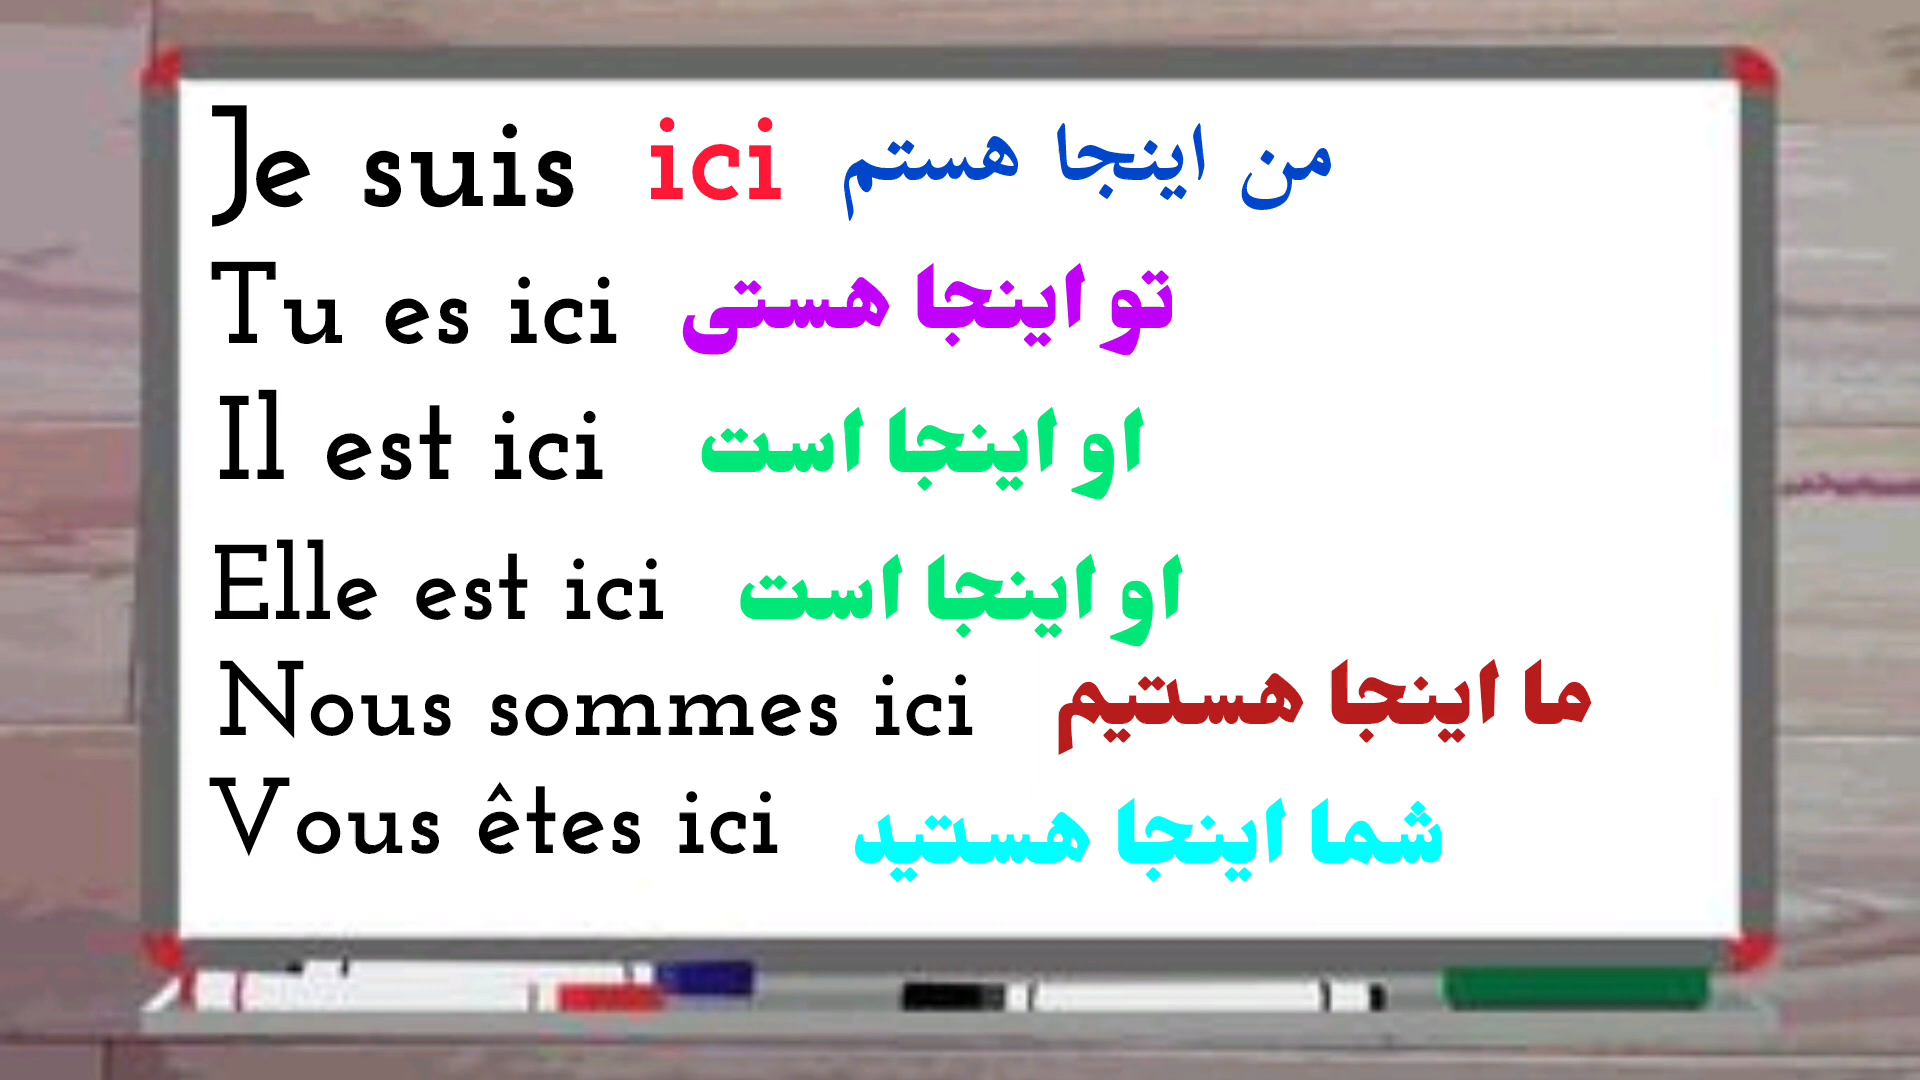 Je suis ici من اینجا هستم
Tu es ici تو اینجا هستی
Il est ici او اینجا است
Elle est ici او اینجا است
Nous sommes ici ما اینجا هستیم
Vous êtes ici شما اینجا هستید